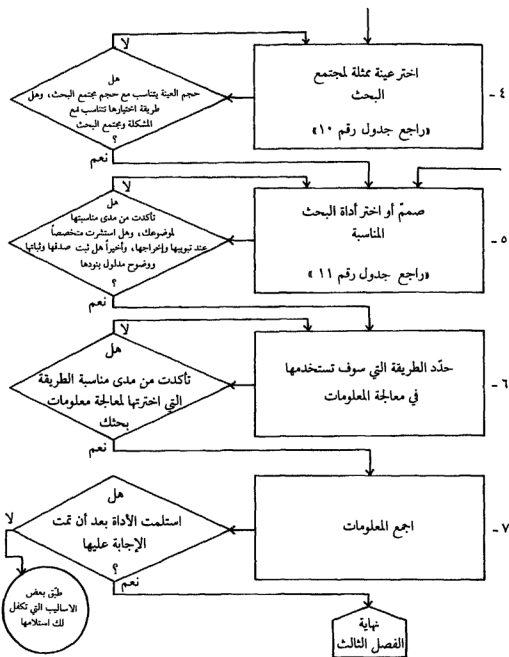 ٤ -
اختر عينة ممثلة لمجتمع
البحث
«راجع جدول رقم ١٠»
لا
هل
حجم العينة يتناسب مع حجم مجتمع البحث، وهل
طريقة اختيارها تتناسب مع
المشكلة ومجتمع البحث
؟
نعم
٥ -
صممّ أو اختر أداة البحث
المناسبة
«راجع جدول رقم ١١»
لا
هل
تأكدت من مدى مناسبتها
لموضوعك، وهل استشرت متخصصاً
عند تبويبها وإخراجها، وأخيراً هل ثبت صدقها وثباتها
ووضوح مدلول بنودها
؟
نعم
٦ -
حدّد الطريقة التي سوف تستخدمها
في معالجة المعلومات
لا
هل
تأكدت من مدى مناسبة الطريقة
التي اخترتها لمعالجة معلومات
بحثك
نعم
٧ -
اجمع المعلومات
هل
استلمت الأداة بعد أن تمت
الإجابة عليها
؟
لا
نعم
طبّق بعض
الاساليب التي تكفل
لك استلامها
نهاية
الفصل الثالث